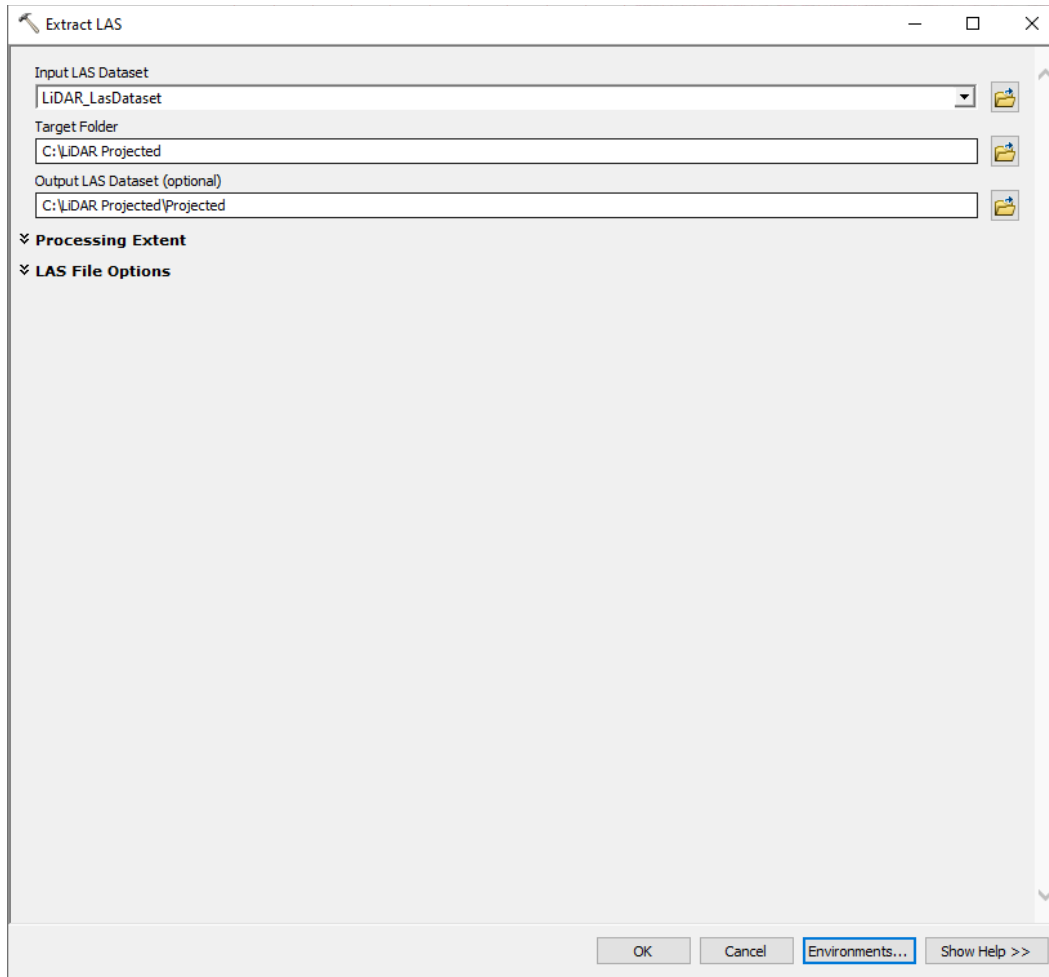 Extract LAS
Input LAS Dataset
LiDAR_LasDataset
Target Folder
C:\LiDAR Projected
Output LAS Dataset (optional)
C:\LiDAR Projected\Projected
Processing Extent
LAS File Options
OK Cancel Environments... Show Help >>